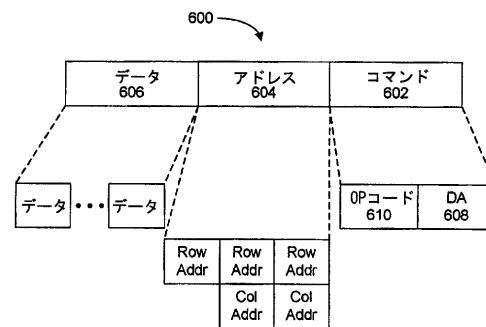 600
データ アドレス コマンド
606 604 602
データ ••• データ
OPコード DA
610 608
Row Row Row
Addr Addr Addr
Col Col
Addr Addr